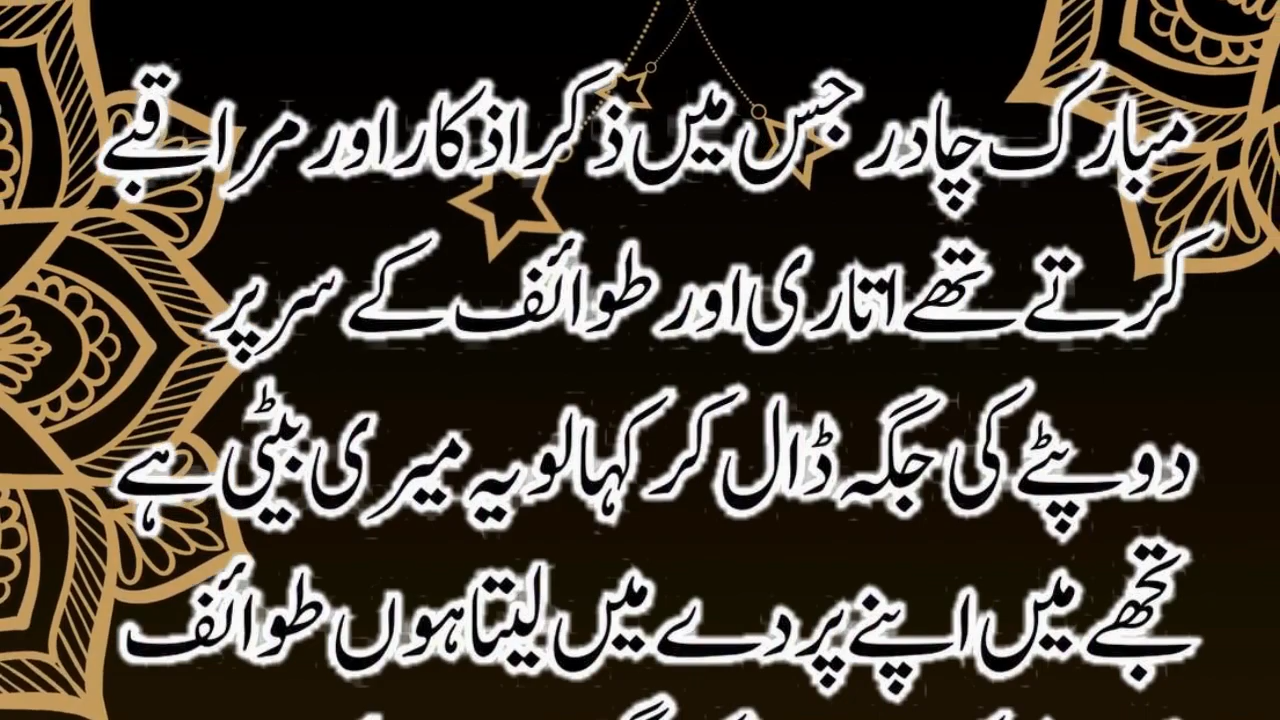 مبارک چادر جس میں ذکر اذکار اور مراقبے
کرتے تھے اتاری اور طوائف کے سر پر
دوپٹے کی جگہ ڈال کر کہا لو یہ میری بیٹی ہے
تجھے میں اپنے پردے میں لیتا ہوں طوائف